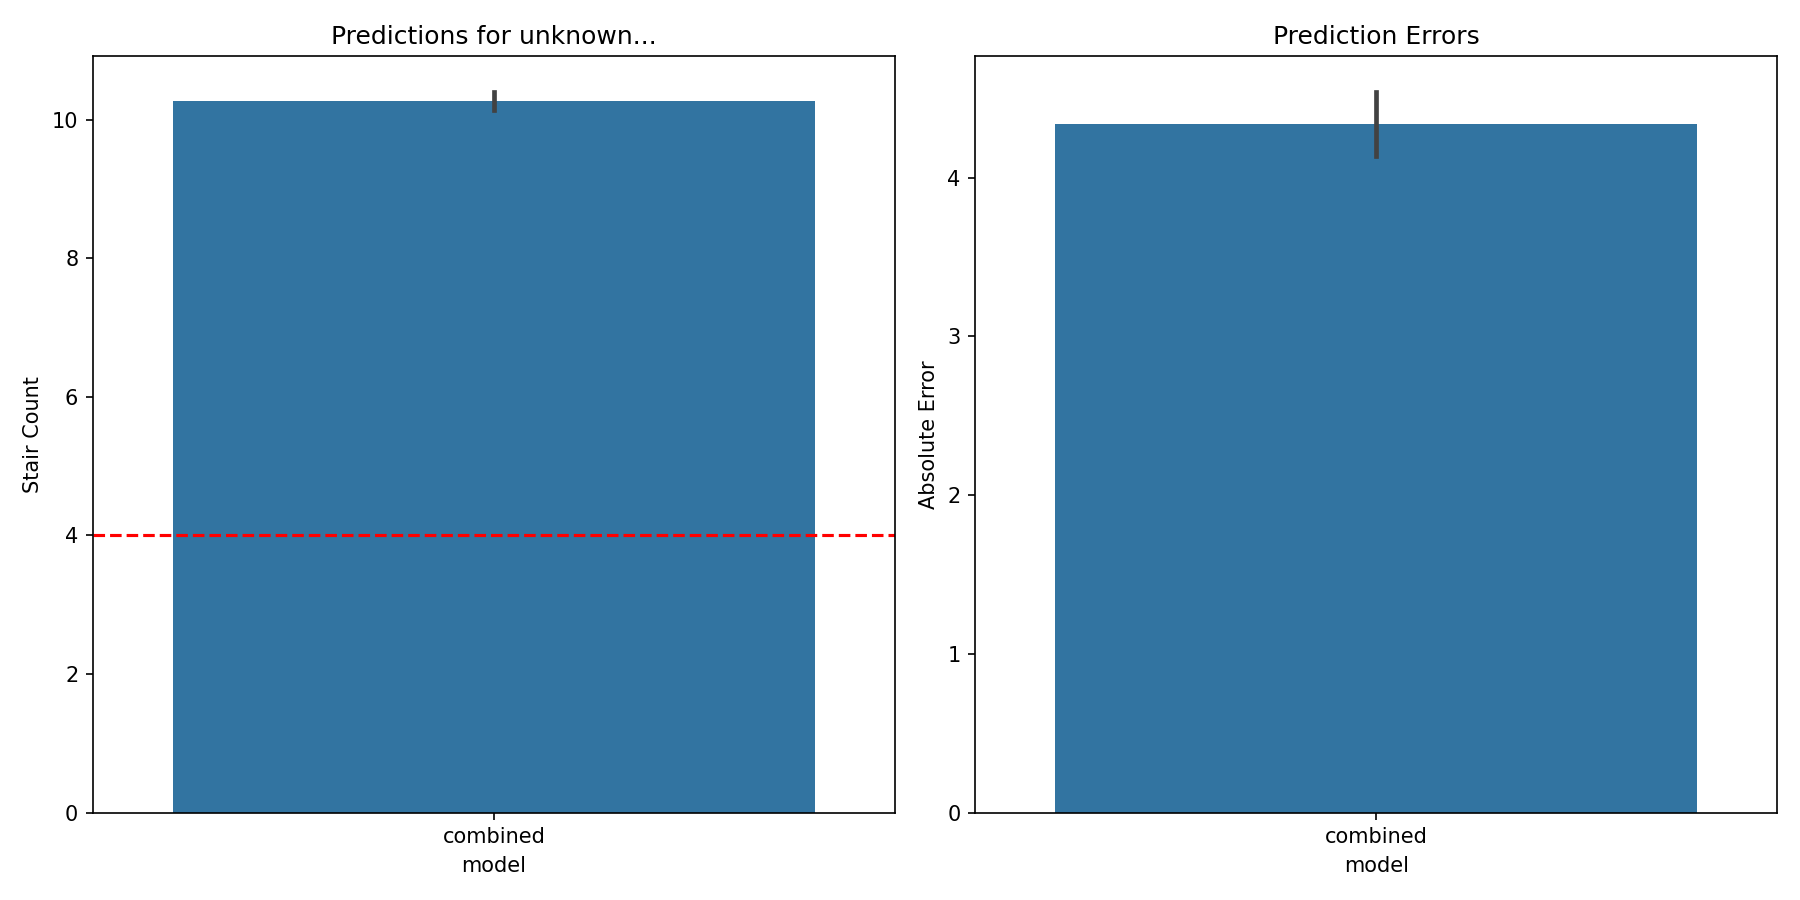 Predictions for unknown...
Stair Count
10
8
6
4
2
0
combined
model
Prediction Errors
Absolute Error
4
3
2
1
0
combined
model